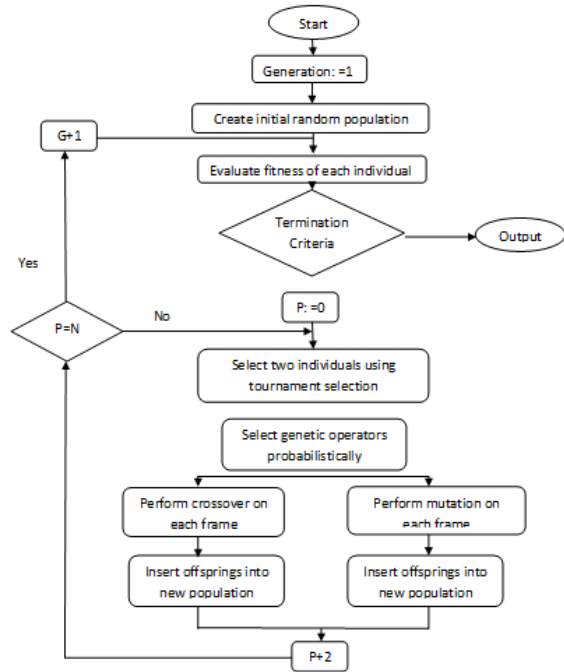 Start
Generation: =1
Create initial random population
G+1
Evaluate fitness of each individual
Termination
Criteria
Output
Yes
P: =0
P=N
No
Select two individuals using
tournament selection
Select genetic operators
probabilistically
Perform crossover on
each frame
Perform mutation on
each frame
Insert offsprings into
new population
Insert offsprings into
new population
P+2